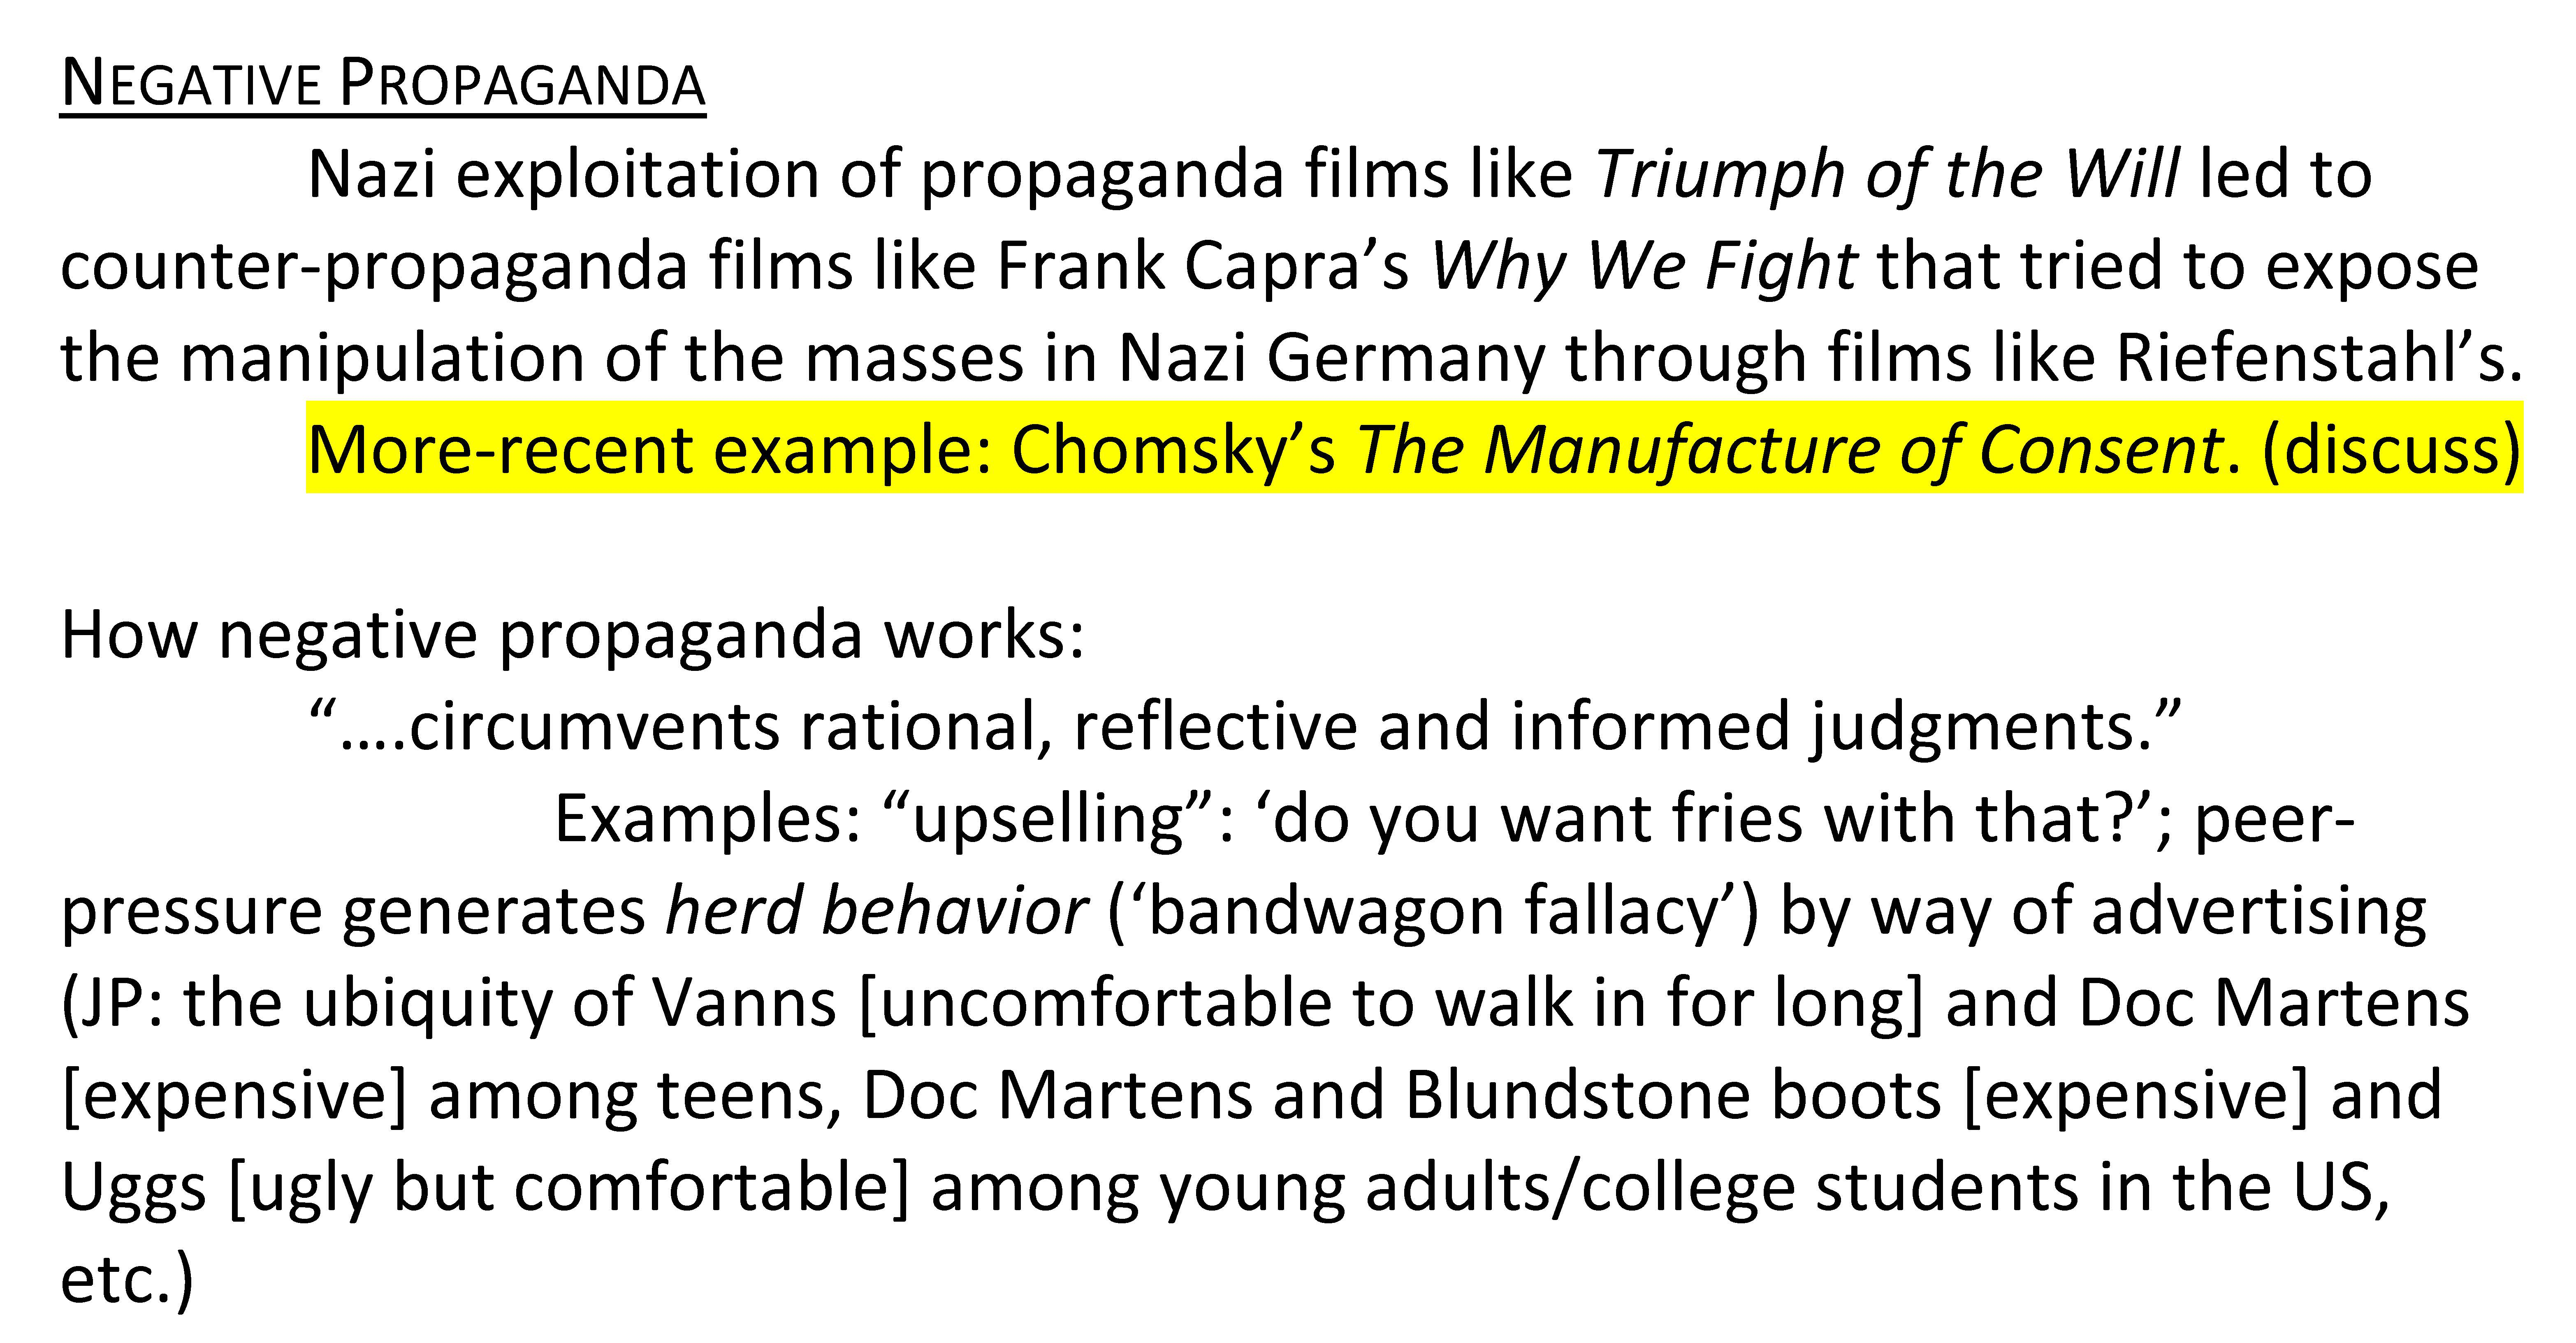 NEGATIVE PROPAGANDA
Nazi exploitation of propaganda films like Triumph of the Will led to
counter-propaganda films like Frank Capra’s Why We Fight that tried to expose
the manipulation of the masses in Nazi Germany through films like Riefenstahl’s.
More-recent example: Chomsky’s The Manufacture of Consent. (discuss)
How negative propaganda works:
“….circumvents rational, reflective and informed judgments.”
Examples: “upselling”: ‘do you want fries with that?’; peer-
pressure generates herd behavior (‘bandwagon fallacy’) by way of advertising
(JP: the ubiquity of Vanns [uncomfortable to walk in for long] and Doc Martens
[expensive] among teens, Doc Martens and Blundstone boots [expensive] and
Uggs [ugly but comfortable] among young adults/college students in the US,
etc.)